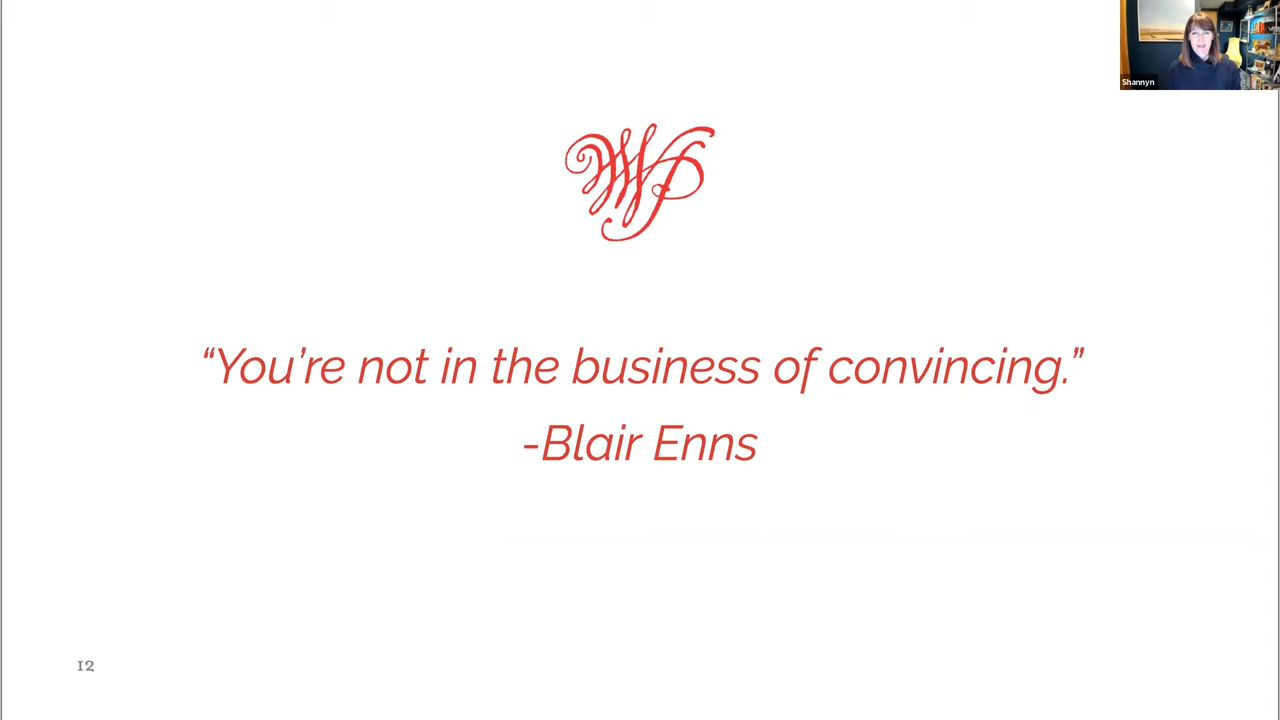 Shannyn
“You’re not in the business of convincing.”
-Blair Enns
12